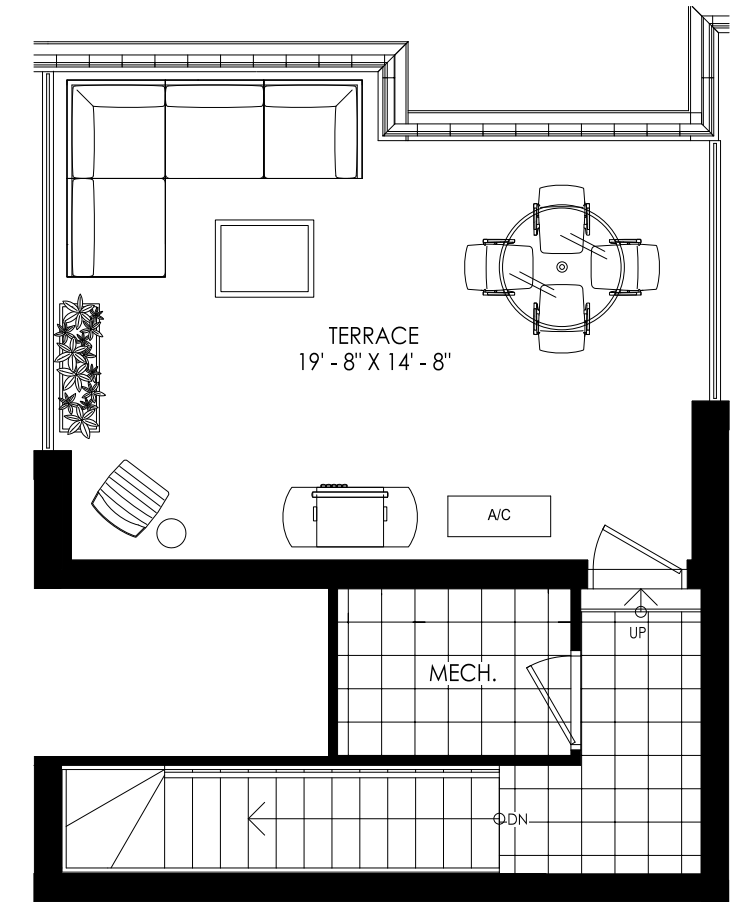 TERRACE
19' - 8" X 14' - 8"
A/C
UP
MECH.
DN